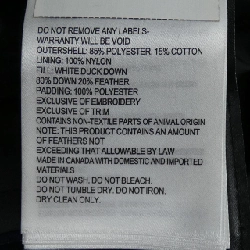 DO NOT REMOVE ANY LABELS-
WARRANTY WILL BE VOID
OUTERSHELL: 85% POLYESTER, 15% COTTON
LINING: 100% NYLON
FILL: WHITE DUCK DOWN
80% DOWN 20% FEATHER
PADDING: 100% POLYESTER
EXCLUSIVE OF EMBROIDERY
EXCLUSIVE OF TRIM
CONTAINS NON-TEXTILE PARTS OF ANIMAL ORIGIN
NOTE: THIS PRODUCT CONTAINS AN AMOUNT
OF FEATHERS NOT
EXCEEDING THAT ALLOWABLE BY LAW
MADE IN CANADA WITH DOMESTIC AND IMPORTED
MATERIALS
DO NOT WASH. DO NOT BLEACH.
DO NOT TUMBLE DRY. DO NOT IRON.
DRY CLEAN ONLY.